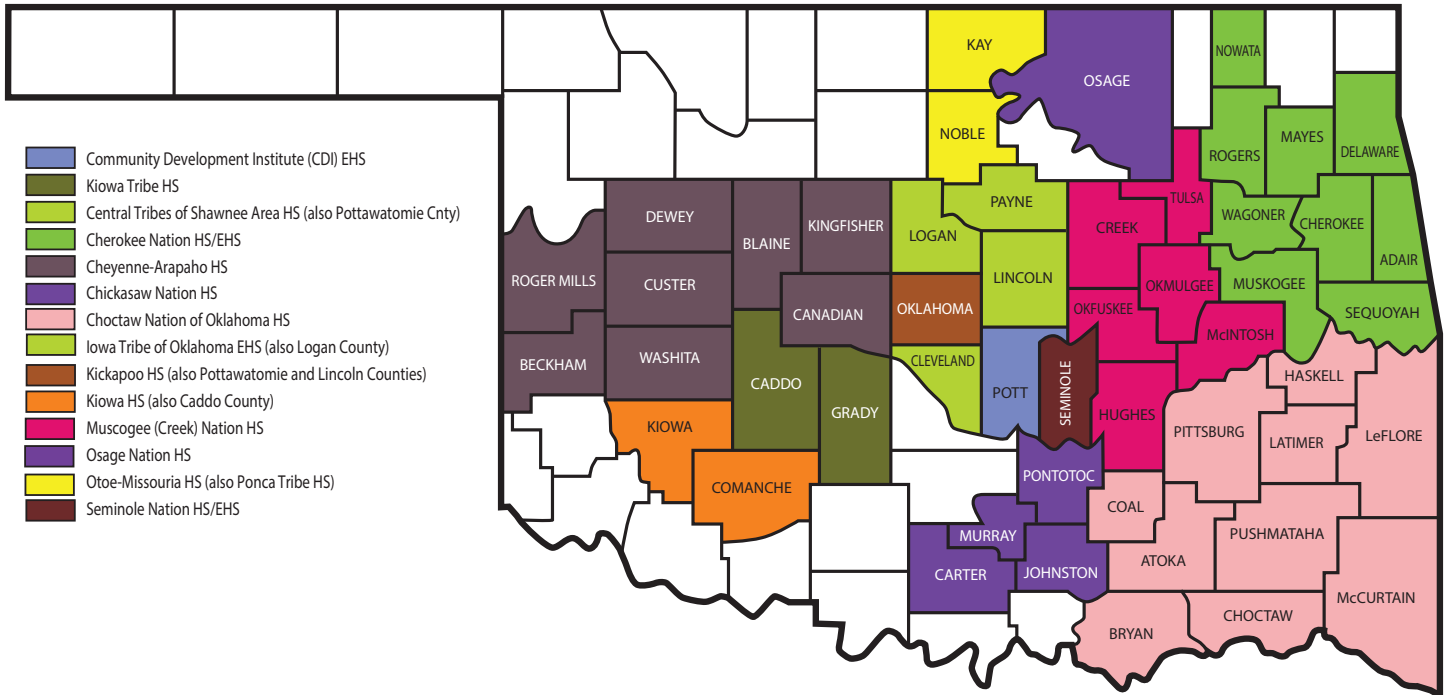 KAY
OSAGE
NOWATA
NOBLE
ROGERS
MAYES
DELAWARE
Community Development Institute (CDI) EHS
Kiowa Tribe HS
Central Tribes of Shawnee Area HS (also Pottawatomie Cnty)
Cherokee Nation HS/EHS
Cheyenne-Arapaho HS
Chickasaw Nation HS
Choctaw Nation of Oklahoma HS
Iowa Tribe of Oklahoma EHS (also Logan County)
Kickapoo HS (also Pottawatomie and Lincoln Counties)
Kiowa HS (also Caddo County)
Muscogee (Creek) Nation HS
Osage Nation HS
Otoe-Missouria HS (also Ponca Tribe HS)
Seminole Nation HS/EHS
DEWEY
BLAINE
KINGFISHER
LOGAN
PAYNE
CREEK
TULSA
WAGONER
CHEROKEE
ADAIR
ROGER MILLS
CUSTER
CANADIAN
OKLAHOMA
LINCOLN
OKFUSKEE
OKMULGEE
MUSKOGEE
SEQUOYAH
McINTOSH
BECKHAM
WASHITA
CADDO
GRADY
CLEVELAND
POTT
SEMINOLE
HUGHES
HASKELL
PITTSBURG
LATIMER
LeFLORE
KIOWA
COMANCHE
PONTOTOC
COAL
MURRAY
ATOKA
PUSHMATAHA
CARTER
JOHNSTON
BRYAN
CHOCTAW
McCURTAIN